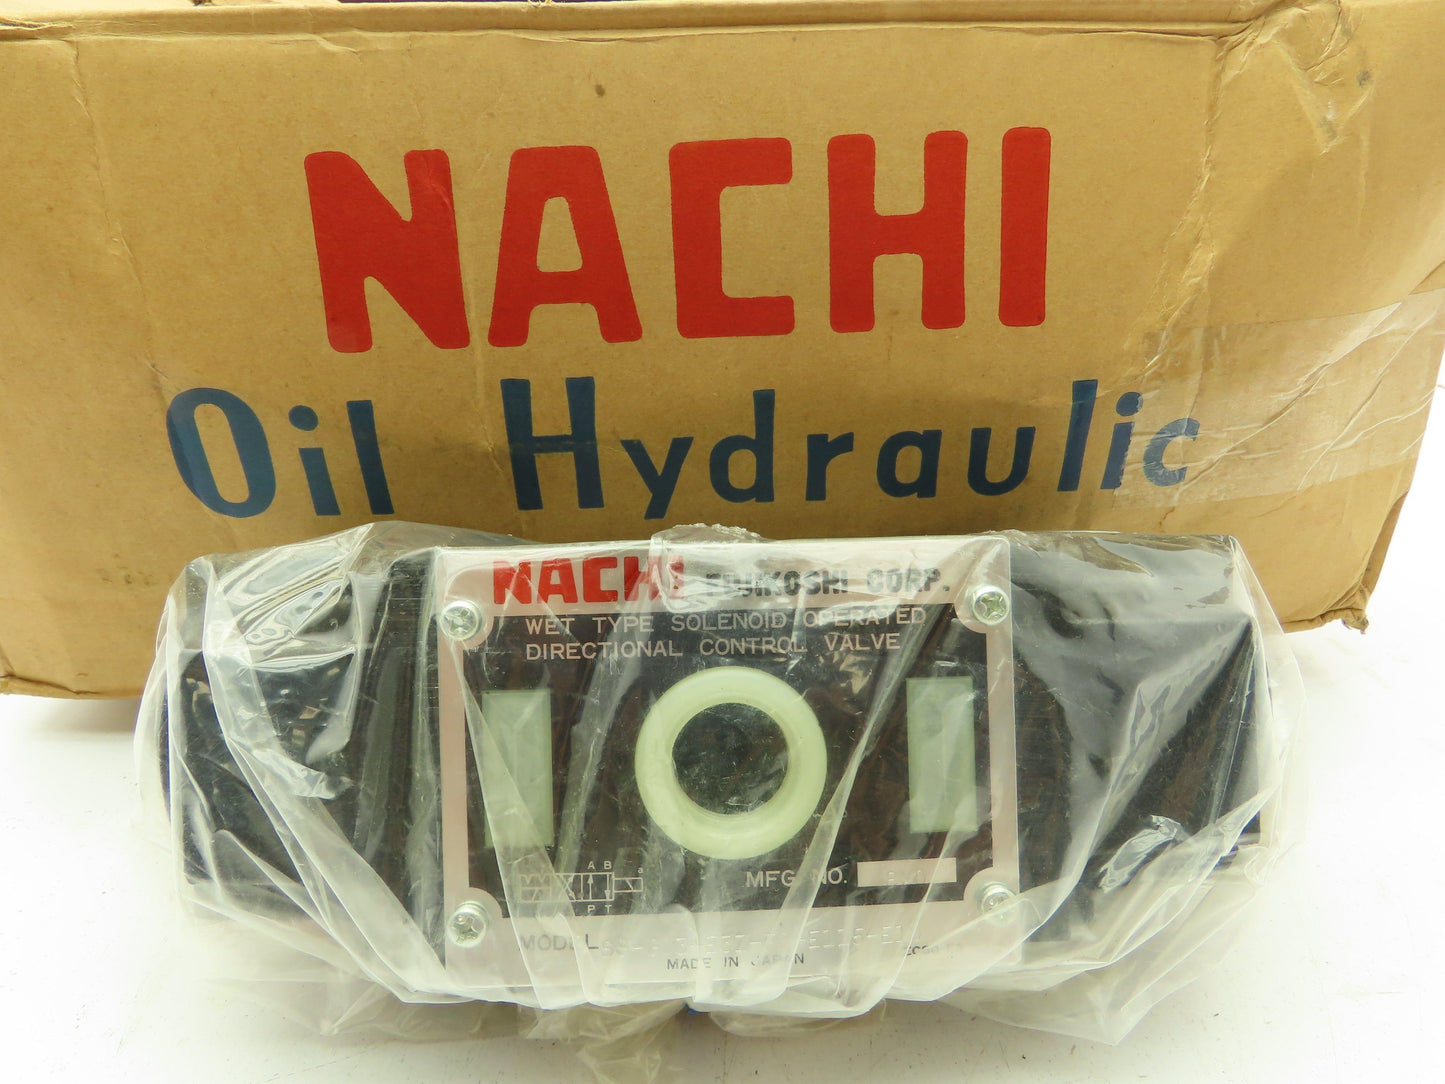 NACHI
Oil Hydraulic
NACHI FUJIKOSHI CORP.
WET TYPE SOLENOID OPERATED
DIRECTIONAL CONTROL VALVE
A B
a
P T
MFG. NO.
MODEL
MADE IN JAPAN